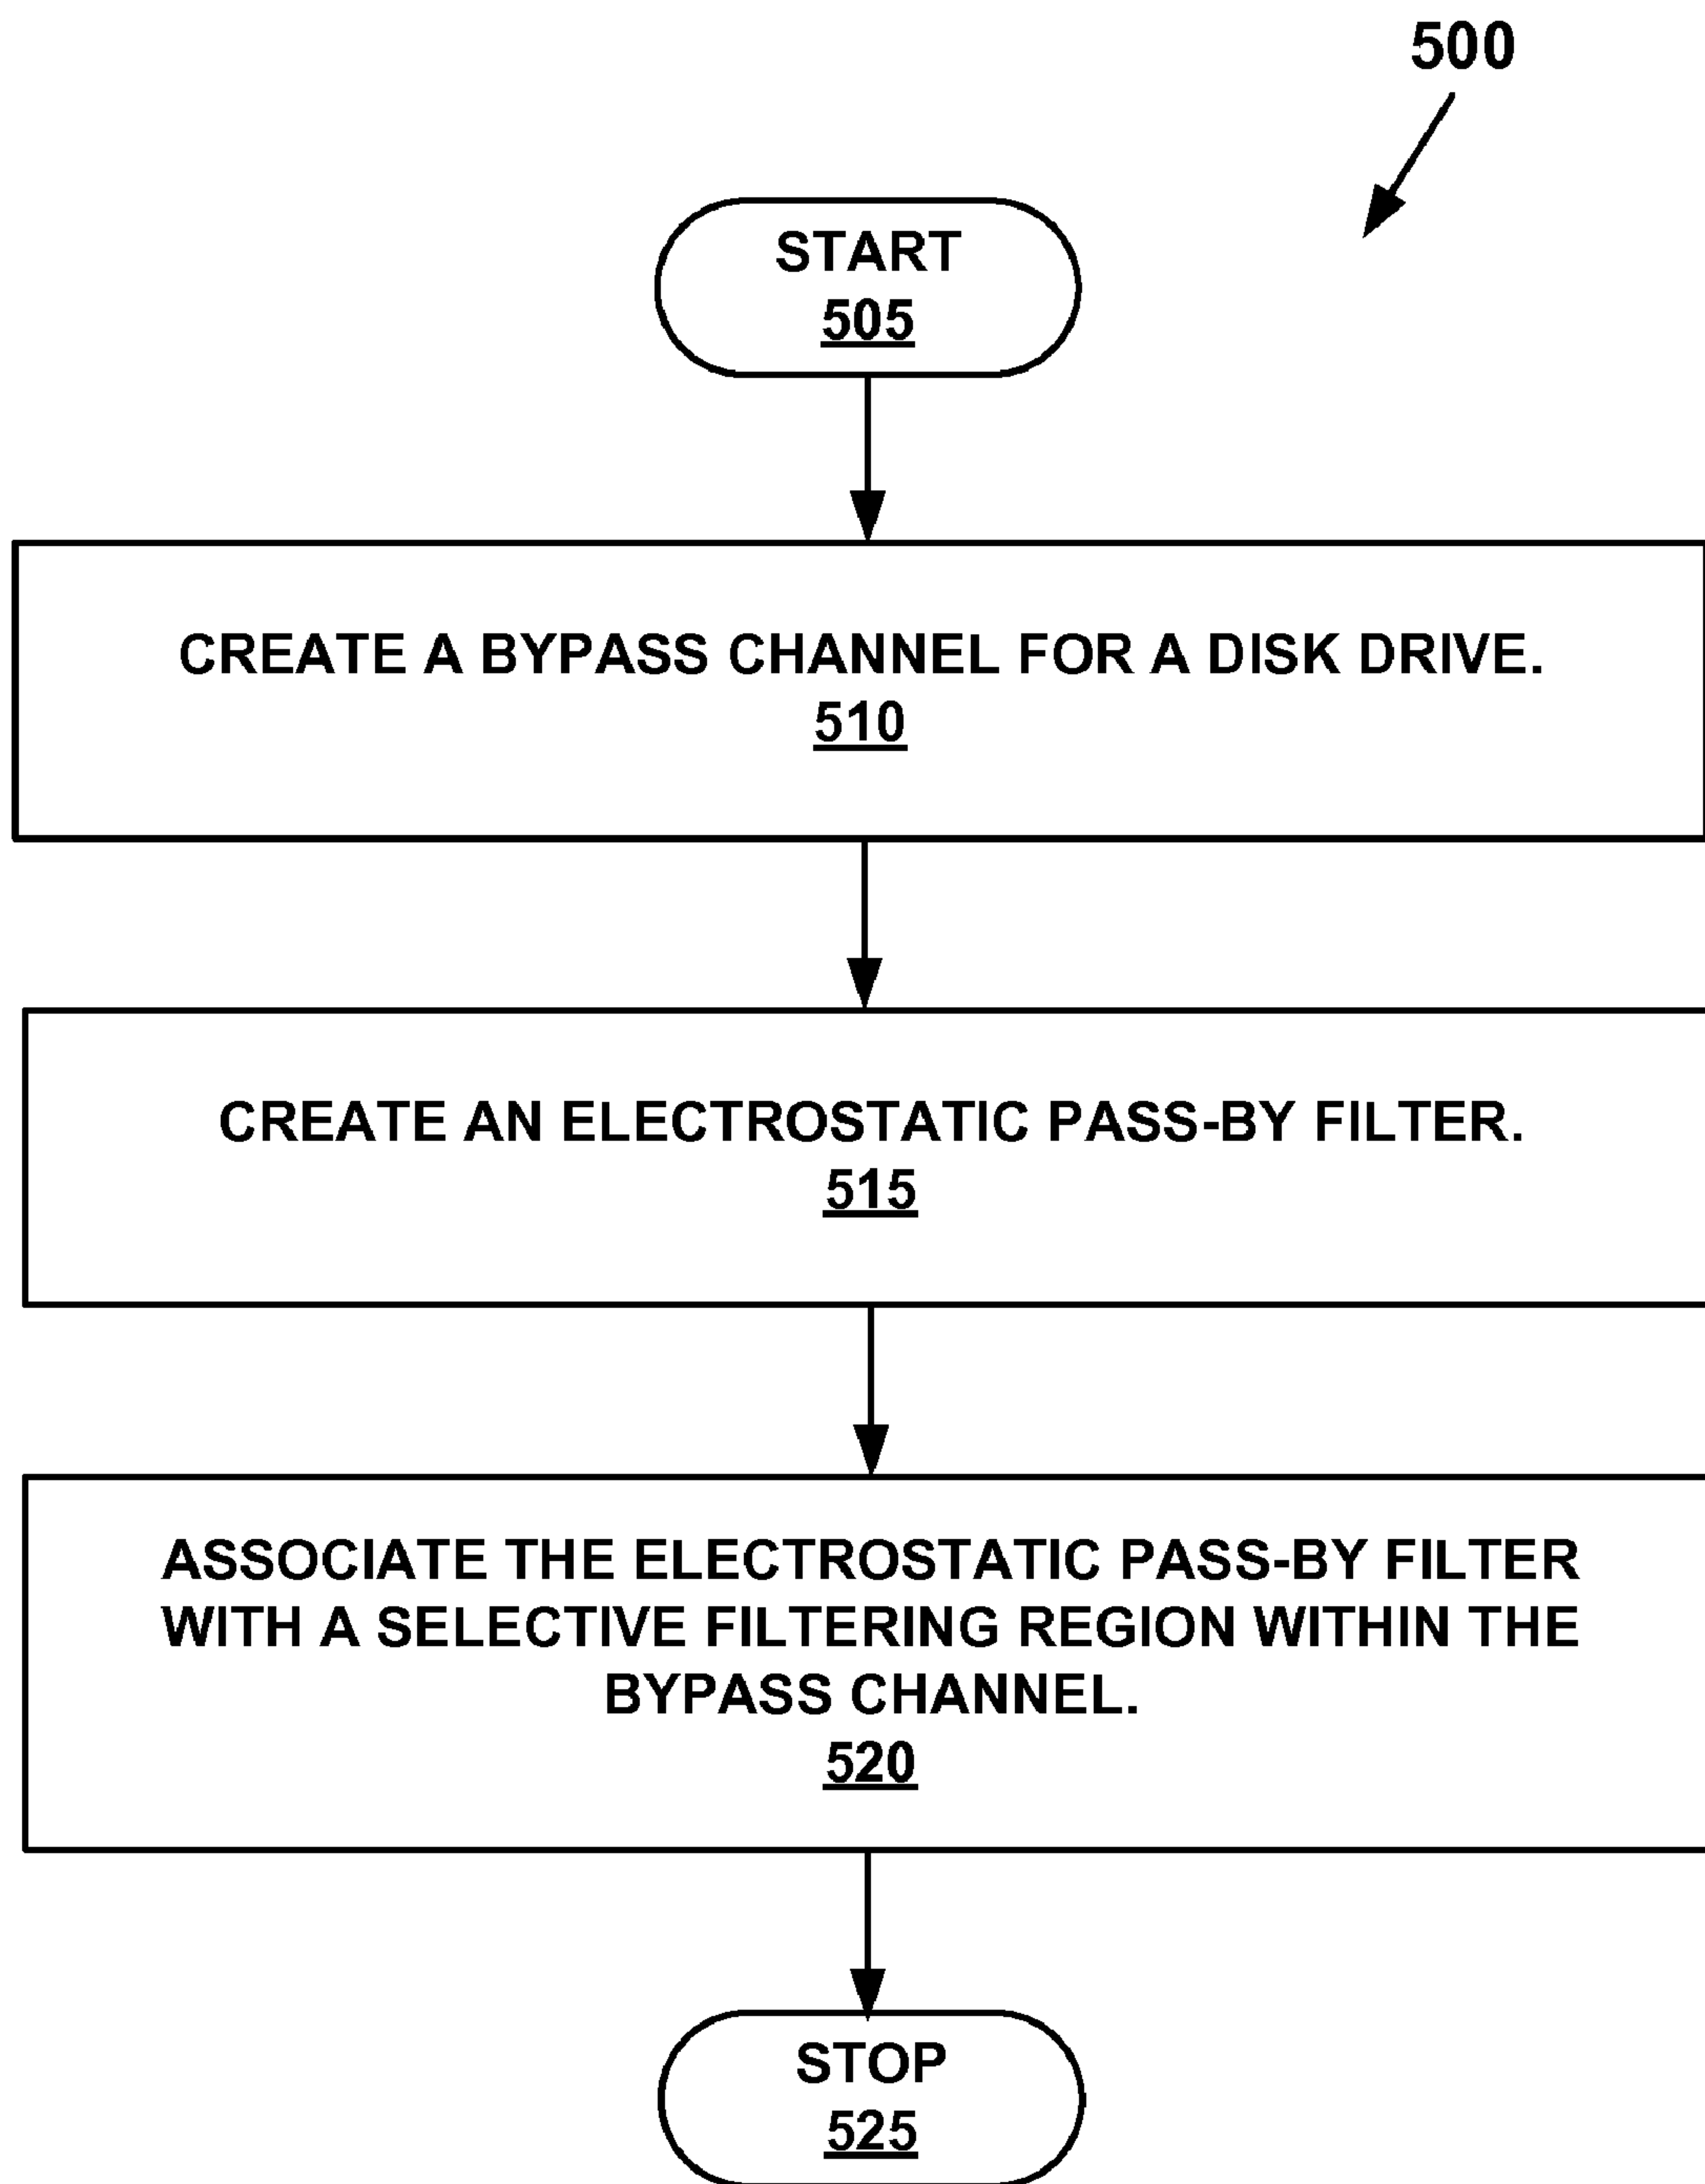 500
START
505
CREATE A BYPASS CHANNEL FOR A DISK DRIVE.
510
CREATE AN ELECTROSTATIC PASS-BY FILTER.
515
ASSOCIATE THE ELECTROSTATIC PASS-BY FILTER
WITH A SELECTIVE FILTERING REGION WITHIN THE
BYPASS CHANNEL.
520
STOP
525